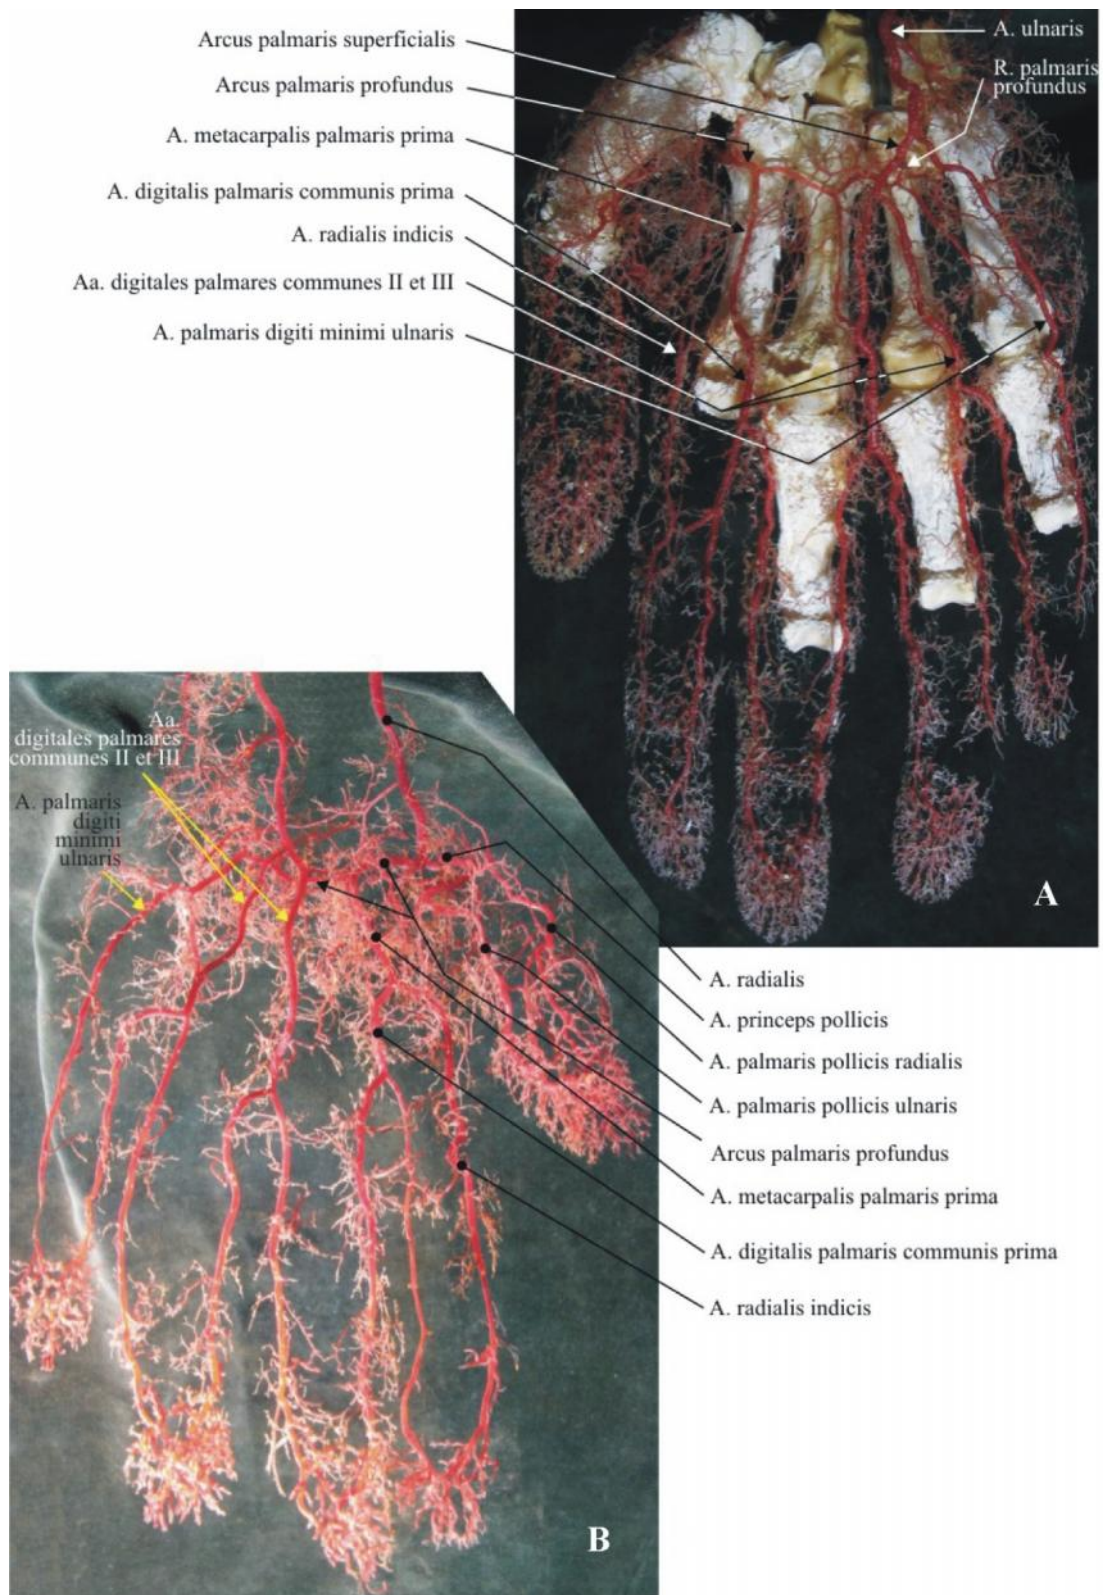 Arcus palmaris superficialis
Arcus palmaris profundus
A. metacarpalis palmaris prima
A. digitalis palmaris communis prima
A. radialis indicis
Aa. digitales palmares communes II et III
A. palmaris digiti minimi ulnaris
A. ulnaris
R. palmaris
profundus
A
Aa.
digitales palmares
communes II et III
A. palmaris
digiti
minimi
ulnaris
A. radialis
A. princeps pollicis
A. palmaris pollicis radialis
A. palmaris pollicis ulnaris
Arcus palmaris profundus
A. metacarpalis palmaris prima
A. digitalis palmaris communis prima
A. radialis indicis
B